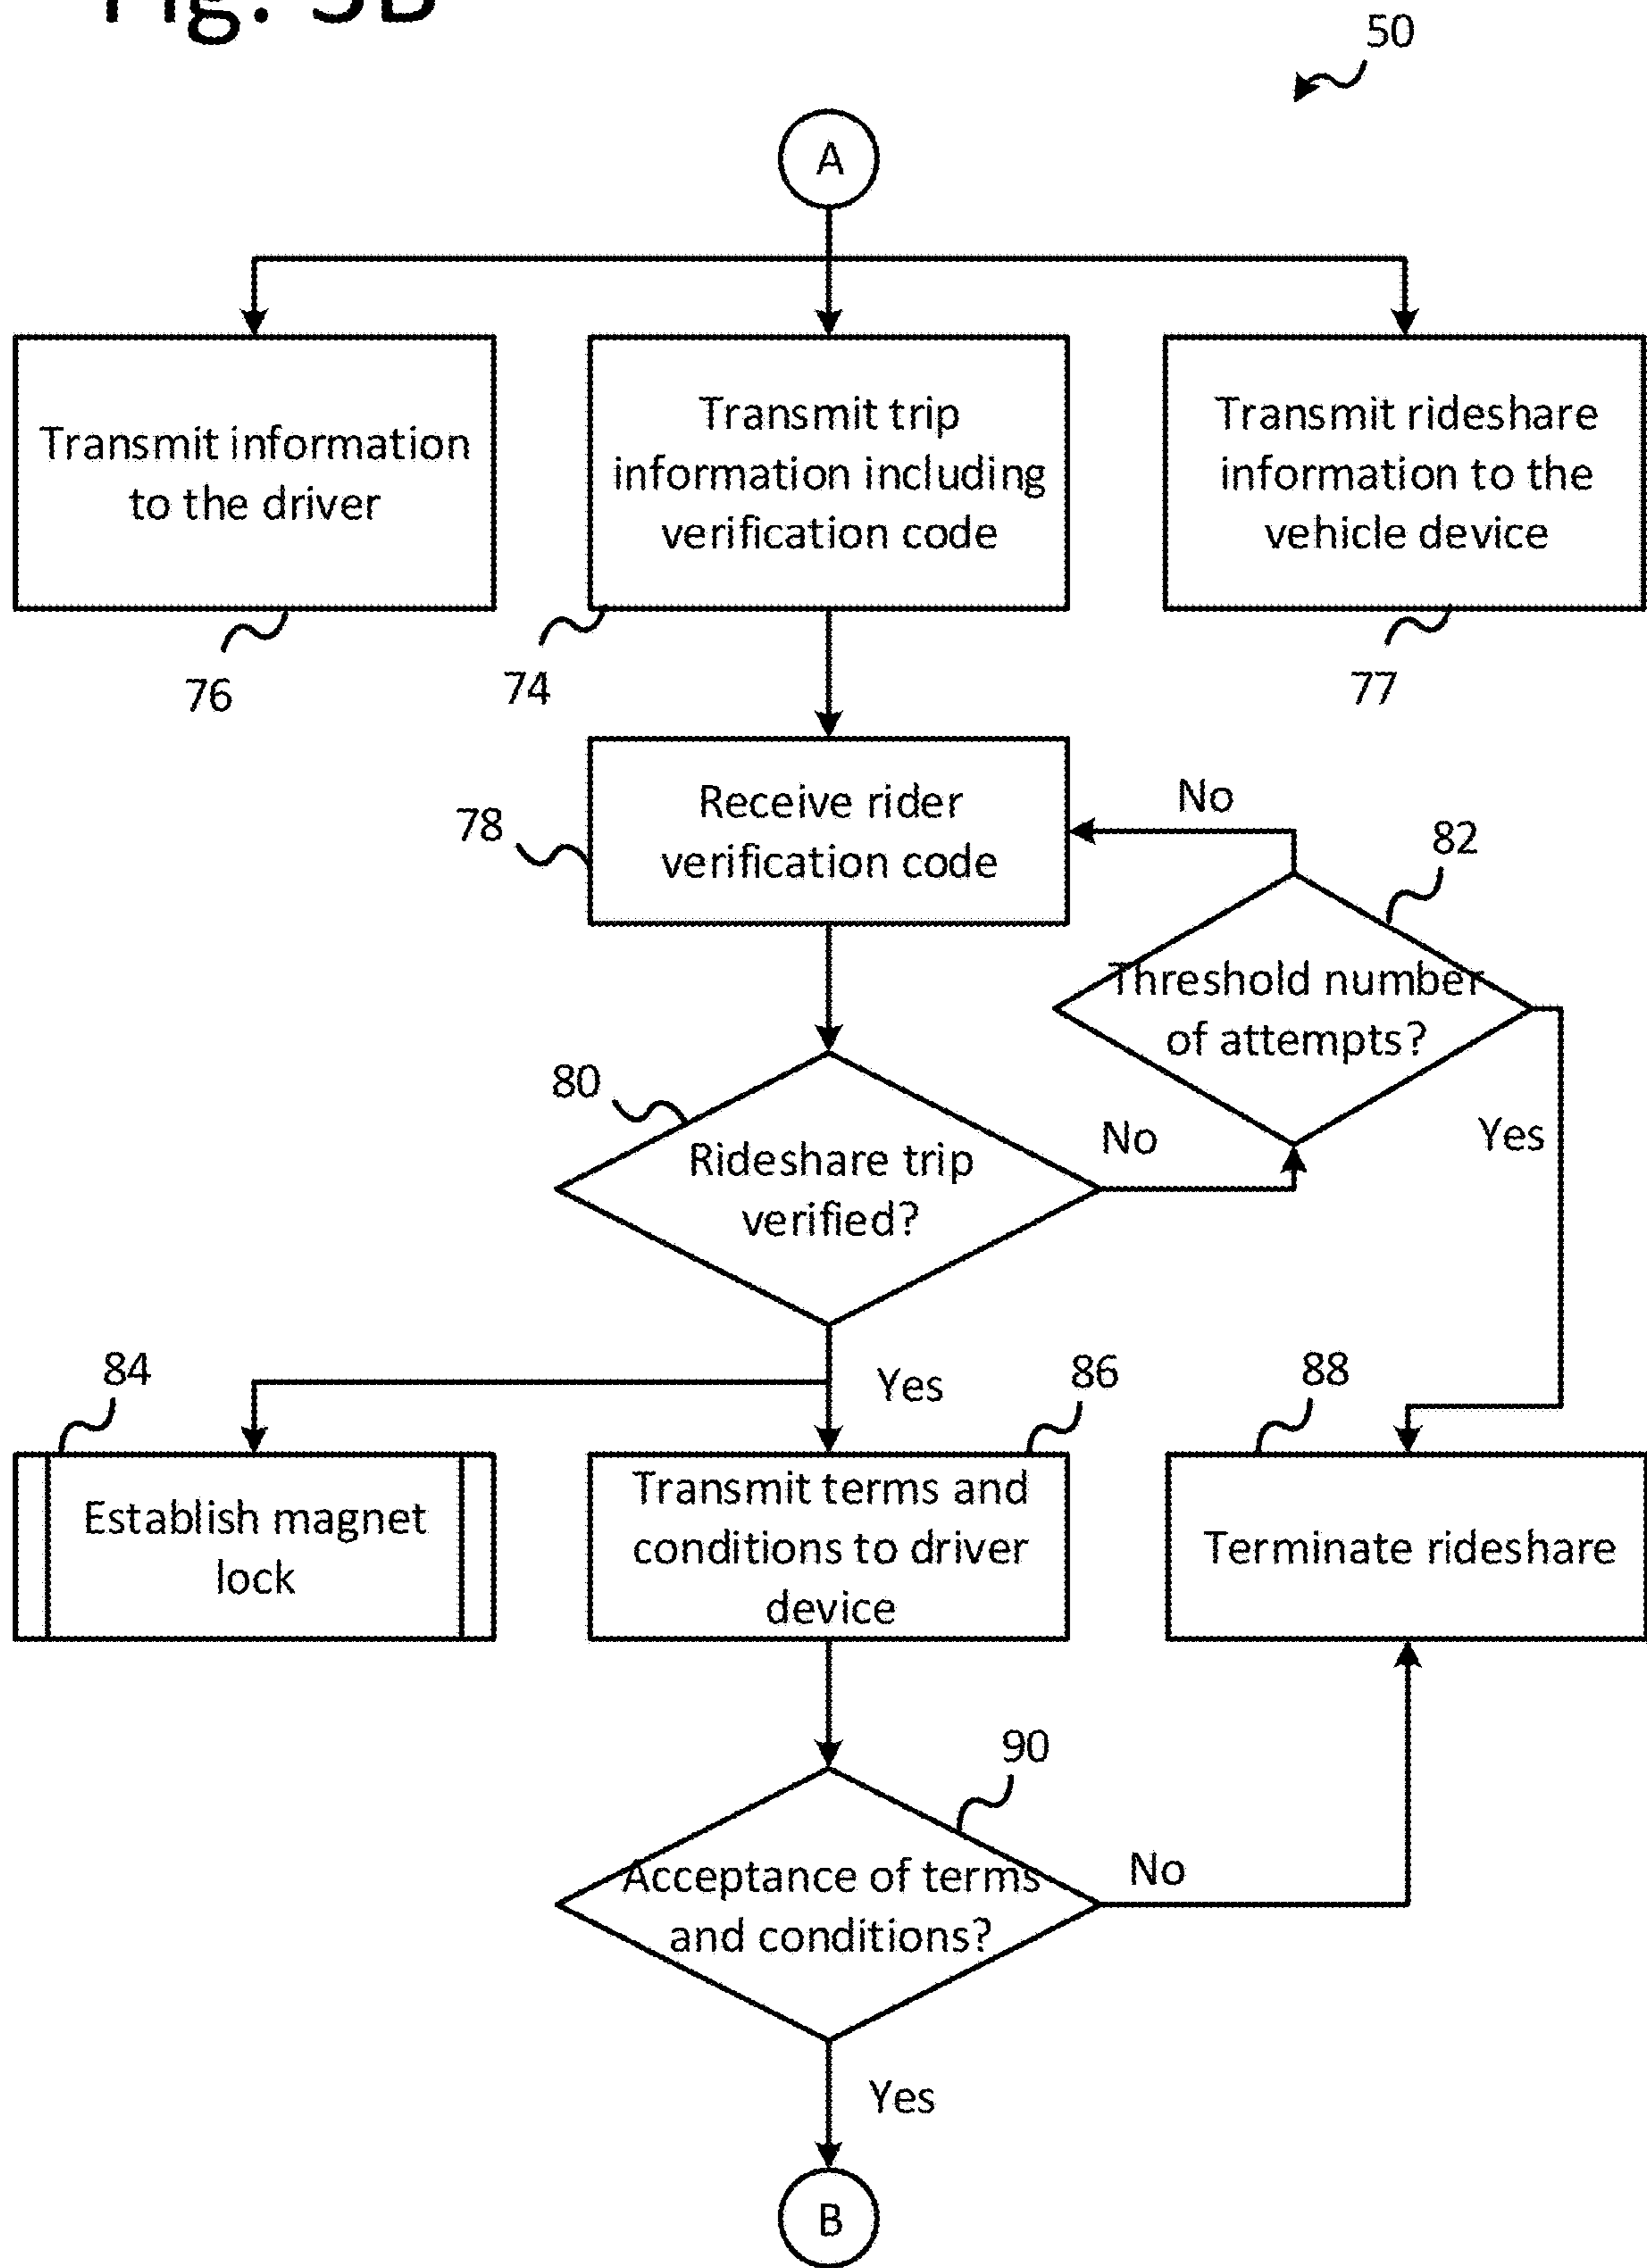 Fig. 3B
50
A
Transmit information
to the driver
76
Transmit trip
information including
verification code
74
Transmit rideshare
information to the
vehicle device
77
78
Receive rider
verification code
No
82
Threshold number
of attempts?
80
Rideshare trip
verified?
No
Yes
84
Establish magnet
lock
Yes
86
Transmit terms and
conditions to driver
device
88
Terminate rideshare
90
Acceptance of terms
and conditions?
No
Yes
B